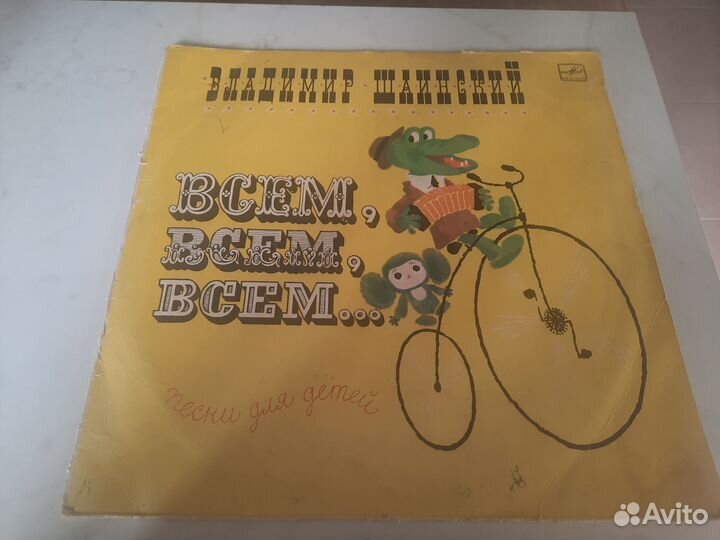 ВЛАДИМИР ШАИНСКИЙ
ВСЕМ,
ВСЕМ,
ВСЕМ...
песни для детей
Avito